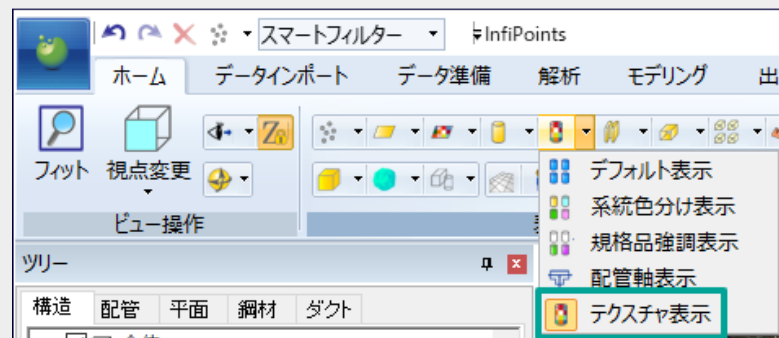 スマートフィルター InfiPoints
ホーム データインポート データ準備 解析 モデリング 出
フィット 視点変更
ビュー操作
デフォルト表示
系統色分け表示
規格品強調表示
配管軸表示
テクスチャ表示
ツリー
構造 配管 平面 鋼材 ダクト